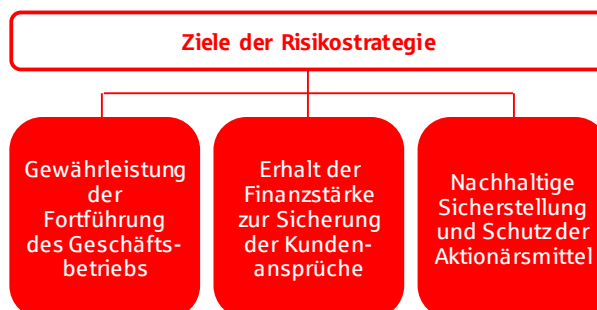 Ziele der Risikostrategie
Gewährleistung
der
Fortführung
des Geschäfts-
betriebs
Erhalt der
Finanzstärke
zur Sicherung
der Kunden-
ansprüche
Nachhaltige
Sicherstellung
und Schutz der
Aktionärsmittel